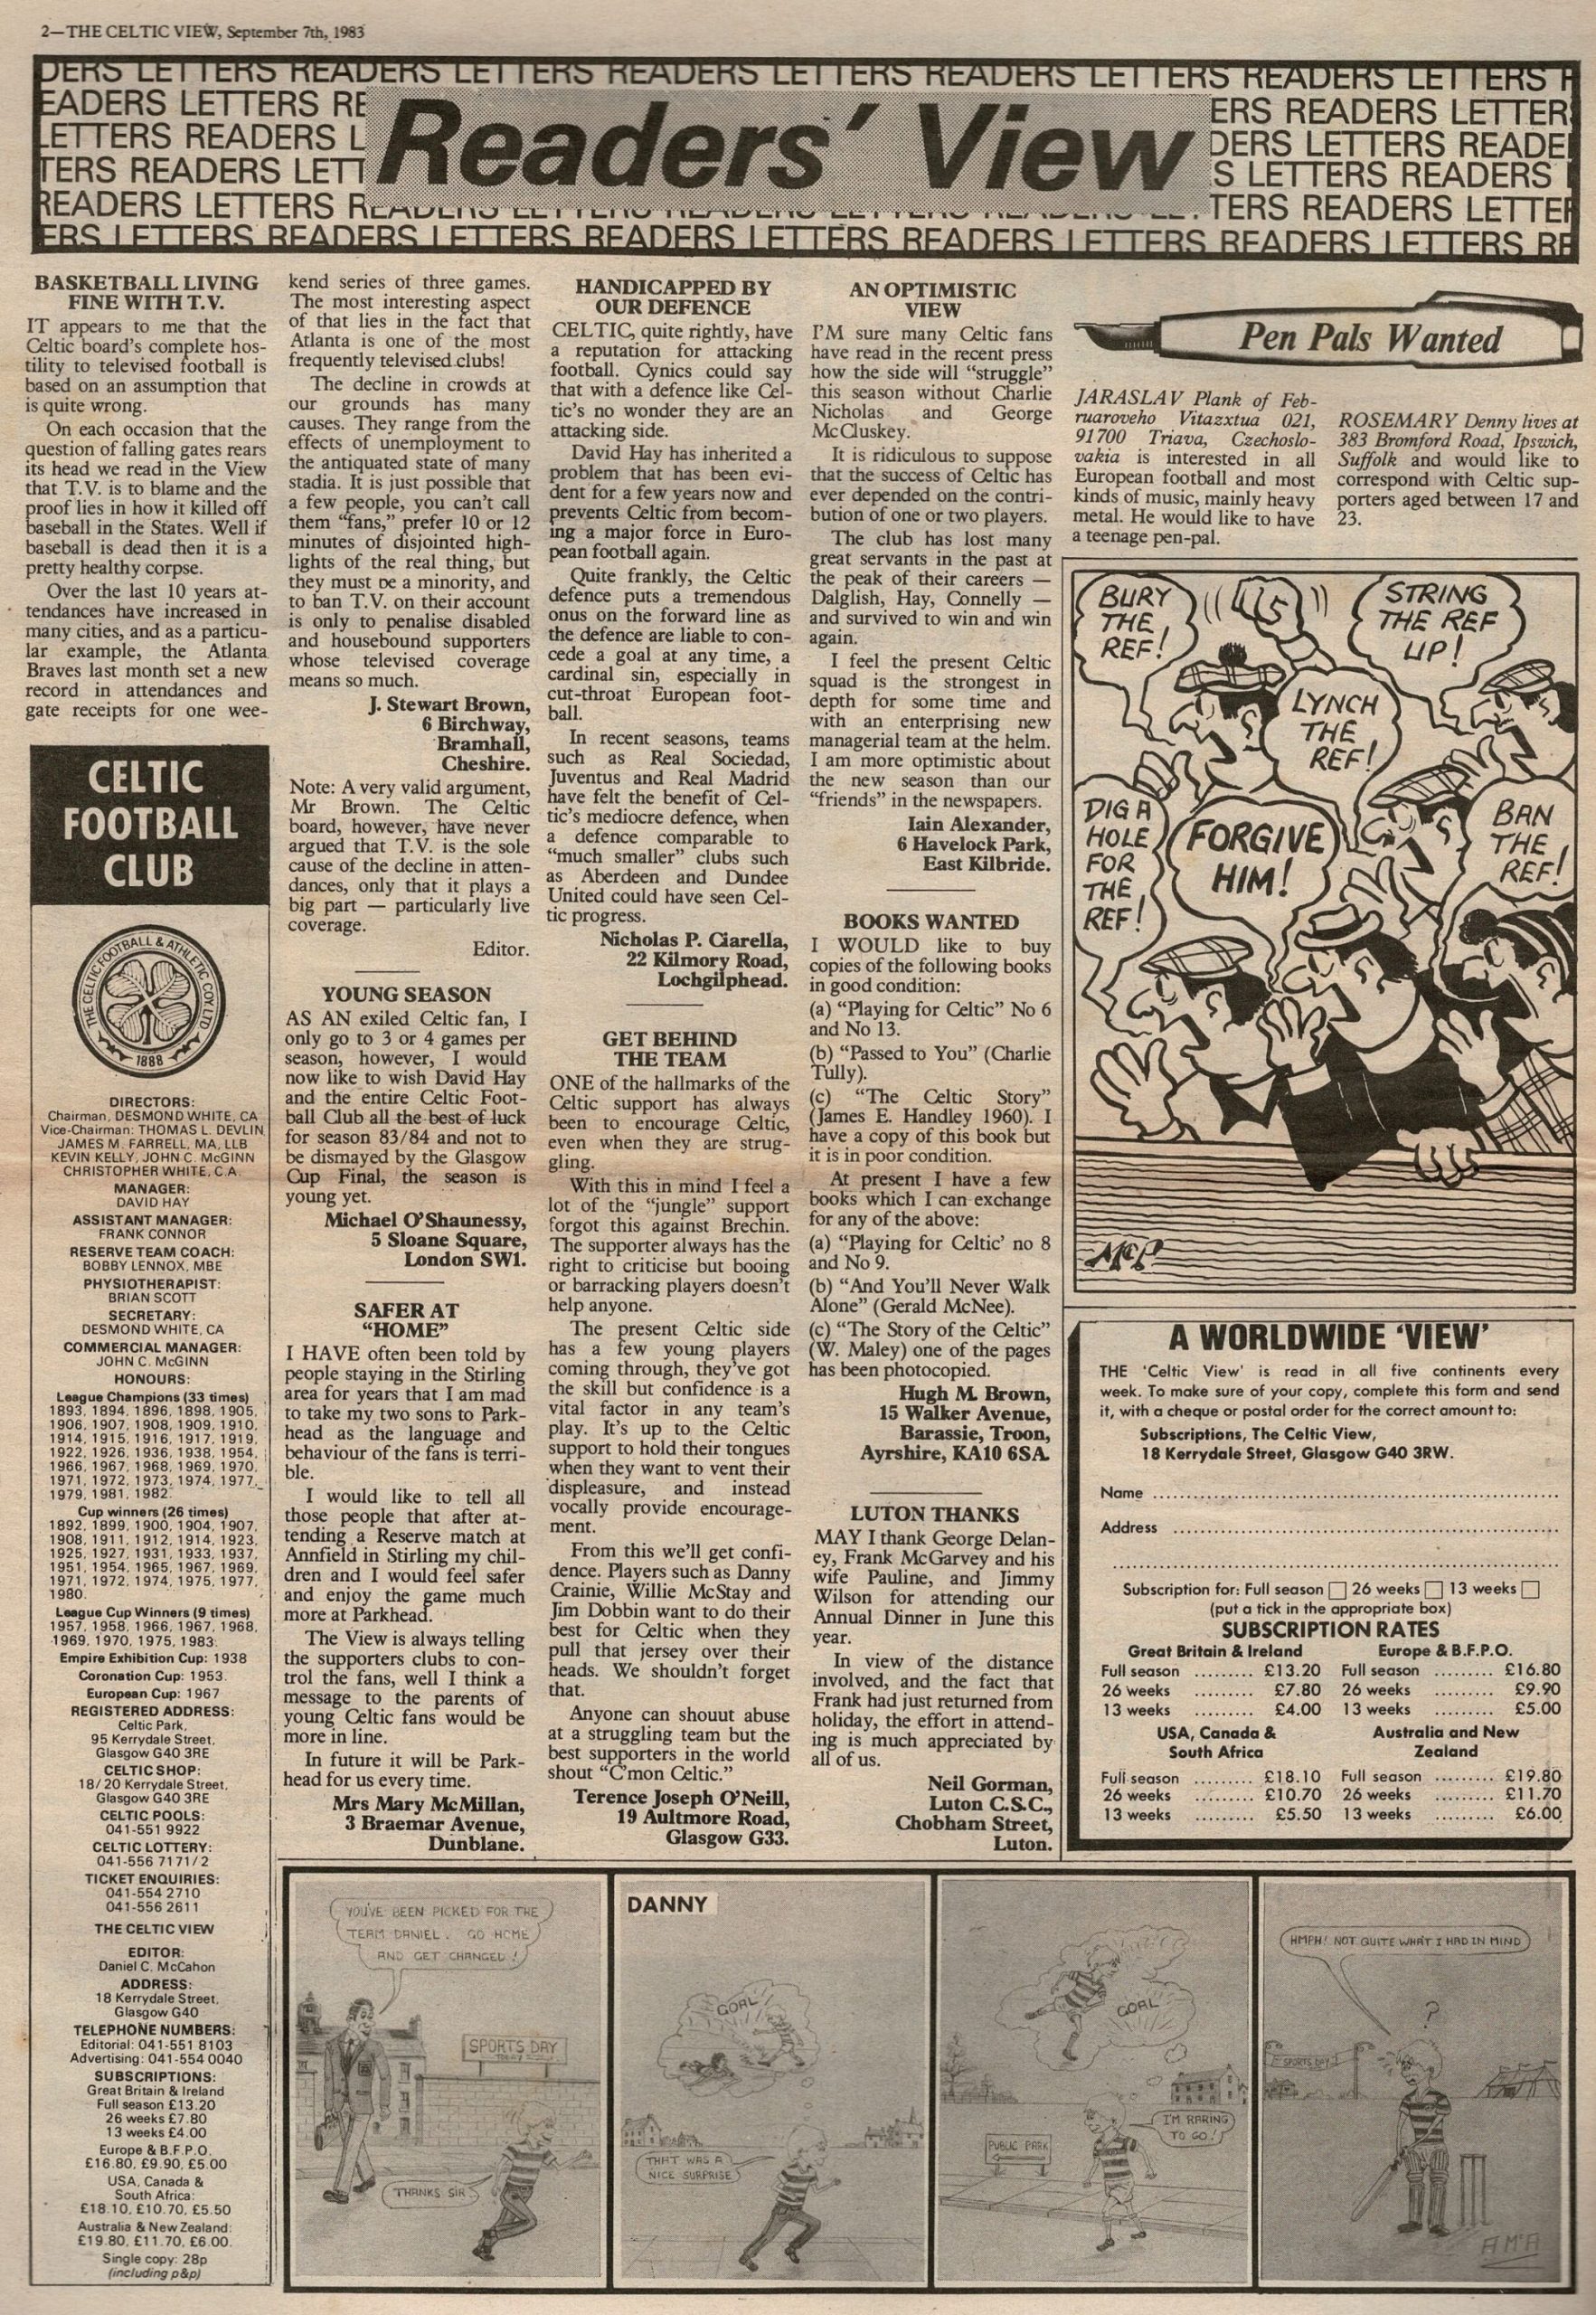 2—THE CELTIC VIEW, September 7th, 1983
DERS LETTERS READERS LETTERS READERS LETTERS READERS LETTERS READERS LETTERS R
EADERS LETTERS RE
ERS READERS LETTER
LETTERS READERS L
DERS LETTERS READE
TERS READERS LETT
S LETTERS READERS
READERS LETTERS READERS LETTERS READERS LETTERS READERS LETTERS READERS LETTE
ERS LETTERS READERS LETTERS READERS LETTERS READERS LETTERS READERS LETTERS RE
Readers' View
BASKETBALL LIVING
FINE WITH T.V.
IT appears to me that the
Celtic board's complete hos-
tility to televised football is
based on an assumption that
is quite wrong.
On each occasion that the
question of falling gates rears
its head we read in the View
that T.V. is to blame and the
proof lies in how it killed off
baseball in the States. Well if
baseball is dead then it is a
pretty healthy corpse.
Over the last 10 years at-
tendances have increased in
many cities, and as a particu-
lar example, the Atlanta
Braves last month set a new
record in attendances and
gate receipts for one wee-
kend series of three games.
The most interesting aspect
of that lies in the fact that
Atlanta is one of the most
frequently televised clubs!
The decline in crowds at
our grounds has many
causes. They range from the
effects of unemployment to
the antiquated state of many
stadia. It is just possible that
a few people, you can't call
them "fans," prefer 10 or 12
minutes of disjointed high-
lights of the real thing, but
they must be a minority, and
to ban T.V. on their account
is only to penalise disabled
and housebound supporters
whose televised coverage
means so much.
J. Stewart Brown,
6 Birchway,
Bramhall,
Cheshire.
Note: A very valid argument,
Mr Brown. The Celtic
board, however, have never
argued that T.V. is the sole
cause of the decline in atten-
dances, only that it plays a
big part — particularly live
coverage.
Editor.
YOUNG SEASON
AS AN exiled Celtic fan, I
only go to 3 or 4 games per
season, however, I would
now like to wish David Hay
and the entire Celtic Foot-
ball Club all the best of luck
for season 83/84 and not to
be dismayed by the Glasgow
Cup Final, the season is
young yet.
Michael O'Shaunessy,
5 Sloane Square,
London SW1.
SAFER AT
"HOME"
I HAVE often been told by
people staying in the Stirling
area for years that I am mad
to take my two sons to Park-
head as the language and
behaviour of the fans is terri-
ble.
I would like to tell all
those people that after at-
tending a Reserve match at
Annfield in Stirling my chil-
dren and I would feel safer
and enjoy the game much
more at Parkhead.
The View is always telling
the supporters clubs to con-
trol the fans, well I think a
message to the parents of
young Celtic fans would be
more in line.
In future it will be Park-
head for us every time.
Mrs Mary McMillan,
3 Braemar Avenue,
Dunblane.
HANDICAPPED BY
OUR DEFENCE
CELTIC, quite rightly, have
a reputation for attacking
football. Cynics could say
that with a defence like Cel-
tic's no wonder they are an
attacking side.
David Hay has inherited a
problem that has been evi-
dent for a few years now and
prevents Celtic from becom-
ing a major force in Euro-
pean football again.
Quite frankly, the Celtic
defence puts a tremendous
onus on the forward line as
the defence are liable to con-
cede a goal at any time, a
cardinal sin, especially in
cut-throat European foot-
ball.
In recent seasons, teams
such as Real Sociedad,
Juventus and Real Madrid
have felt the benefit of Cel-
tic's mediocre defence, when
a defence comparable to
"much smaller" clubs such
as Aberdeen and Dundee
United could have seen Cel-
tic progress.
Nicholas P. Ciarella,
22 Kilmory Road,
Lochgilphead.
GET BEHIND
THE TEAM
ONE of the hallmarks of the
Celtic support has always
been to encourage Celtic,
even when they are strug-
gling.
With this in mind I feel a
lot of the "jungle" support
forgot this against Brechin.
The supporter always has the
right to criticise but booing
or barracking players doesn't
help anyone.
The present Celtic side
has a few young players
coming through, they've got
the skill but confidence is a
vital factor in any team's
play. It's up to the Celtic
support to hold their tongues
when they want to vent their
displeasure, and instead
vocally provide encourage-
ment.
From this we'll get confi-
dence. Players such as Danny
Crainie, Willie McStay and
Jim Dobbin want to do their
best for Celtic when they
pull that jersey over their
heads. We shouldn't forget
that.
Anyone can shouut abuse
at a struggling team but the
best supporters in the world
shout "C'mon Celtic."
Terence Joseph O'Neill,
19 Aultmore Road,
Glasgow G33.
AN OPTIMISTIC
VIEW
I'M sure many Celtic fans
have read in the recent press
how the side will "struggle"
this season without Charlie
Nicholas and George
McCluskey.
It is ridiculous to suppose
that the success of Celtic has
ever depended on the contri-
bution of one or two players.
The club has lost many
great servants in the past at
the peak of their careers —
Dalglish, Hay, Connelly —
and survived to win and win
again.
I feel the present Celtic
squad is the strongest in
depth for some time and
with an enterprising new
managerial team at the helm.
I am more optimistic about
the new season than our
"friends" in the newspapers.
Iain Alexander,
6 Havelock Park,
East Kilbride.
BOOKS WANTED
I WOULD like to buy
copies of the following books
in good condition:
(a) "Playing for Celtic" No 6
and No 13.
(b) "Passed to You" (Charlie
Tully).
(c) "The Celtic Story"
(James E. Handley 1960). I
have a copy of this book but
it is in poor condition.
At present I have a few
books which I can exchange
for any of the above:
(a) "Playing for Celtic' no 8
and No 9.
(b) "And You'll Never Walk
Alone" (Gerald McNee).
(c) "The Story of the Celtic"
(W. Maley) one of the pages
has been photocopied.
Hugh M. Brown,
15 Walker Avenue,
Barassie, Troon,
Ayrshire, KA10 6SA.
LUTON THANKS
MAY I thank George Delan-
ey, Frank McGarvey and his
wife Pauline, and Jimmy
Wilson for attending our
Annual Dinner in June this
year.
In view of the distance
involved, and the fact that
Frank had just returned from
holiday, the effort in attend-
ing is much appreciated by
all of us.
Neil Gorman,
Luton C.S.C.,
Chobham Street,
Luton.
Pen Pals Wanted
JARASLAV Plank of Feb-
ruaroveho Vitazxtua 021,
91700 Triava, Czechoslo-
vakia is interested in all
European football and most
kinds of music, mainly heavy
metal. He would like to have
a teenage pen-pal.
ROSEMARY Denny lives at
383 Bromford Road, Ipswich,
Suffolk and would like to
correspond with Celtic sup-
porters aged between 17 and
23.
BURY
THE
REF!
STRING
THE REF
UP!
LYNCH
THE
REF!
DIG A
HOLE
FOR
THE
REF!
FORGIVE
HIM!
BAN
THE
REF!
A WORLDWIDE 'VIEW'
THE 'Celtic View' is read in all five continents every
week. To make sure of your copy, complete this form and send
it, with a cheque or postal order for the correct amount to:
Subscriptions, The Celtic View,
18 Kerrydale Street, Glasgow G40 3RW.
Name
Address
Subscription for: Full season 26 weeks 13 weeks
(put a tick in the appropriate box)
SUBSCRIPTION RATES
Great Britain & Ireland Europe & B.F.P.O.
Full season ......... £13.20 Full season ......... £16.80
26 weeks ......... £7.80 26 weeks ......... £9.90
13 weeks ......... £4.00 13 weeks ......... £5.00
USA, Canada & Australia and New
South Africa Zealand
Full season ......... £18.10 Full season ......... £19.80
26 weeks ......... £10.70 26 weeks ......... £11.70
13 weeks ......... £5.50 13 weeks ......... £6.00
CELTIC
FOOTBALL
CLUB
THE CELTIC FOOTBALL & ATHLETIC COY LTD
1888
DIRECTORS:
Chairman, DESMOND WHITE, CA
Vice-Chairman: THOMAS L. DEVLIN
JAMES M. FARRELL, MA, LLB
KEVIN KELLY, JOHN C. McGINN
CHRISTOPHER WHITE, C.A.
MANAGER:
DAVID HAY
ASSISTANT MANAGER:
FRANK CONNOR
RESERVE TEAM COACH:
BOBBY LENNOX, MBE
PHYSIOTHERAPIST:
BRIAN SCOTT
SECRETARY:
DESMOND WHITE, CA
COMMERCIAL MANAGER:
JOHN C. McGINN
HONOURS:
League Champions (33 times)
1893, 1894, 1896, 1898, 1905,
1906, 1907, 1908, 1909, 1910,
1914, 1915, 1916, 1917, 1919,
1922, 1926, 1936, 1938, 1954,
1966, 1967, 1968, 1969, 1970,
1971, 1972, 1973, 1974, 1977,
1979, 1981, 1982.
Cup winners (26 times)
1892, 1899, 1900, 1904, 1907,
1908, 1911, 1912, 1914, 1923,
1925, 1927, 1931, 1933, 1937,
1951, 1954, 1965, 1967, 1969,
1971, 1972, 1974, 1975, 1977,
1980.
League Cup Winners (9 times)
1957, 1958, 1966, 1967, 1968,
1969, 1970, 1975, 1983.
Empire Exhibition Cup: 1938
Coronation Cup: 1953.
European Cup: 1967
REGISTERED ADDRESS:
Celtic Park,
95 Kerrydale Street,
Glasgow G40 3RE
CELTIC SHOP:
18/20 Kerrydale Street,
Glasgow G40 3RE
CELTIC POOLS:
041-551 9922
CELTIC LOTTERY:
041-556 7171/2
TICKET ENQUIRIES:
041-554 2710
041-556 2611
THE CELTIC VIEW
EDITOR:
Daniel C. McCahon
ADDRESS:
18 Kerrydale Street,
Glasgow G40
TELEPHONE NUMBERS:
Editorial: 041-551 8103
Advertising: 041-554 0040
SUBSCRIPTIONS:
Great Britain & Ireland
Full season £13.20
26 weeks £7.80
13 weeks £4.00
Europe & B.F.P.O.
£16.80, £9.90, £5.00
USA, Canada &
South Africa:
£18.10, £10.70, £5.50
Australia & New Zealand:
£19.80, £11.70, £6.00.
Single copy: 28p
(including p&p)
YOU'VE BEEN PICKED FOR THE
TEAM DANIEL. GO HOME
AND GET CHANGED!
SPORTS DAY
THANKS SIR
DANNY
GOAL
THAT WAS A
NICE SURPRISE
GOAL
PUBLIC PARK
I'M RARING
TO GO!
HMPH! NOT QUITE WHAT I HAD IN MIND
?
SPORTS DAY
AMcA